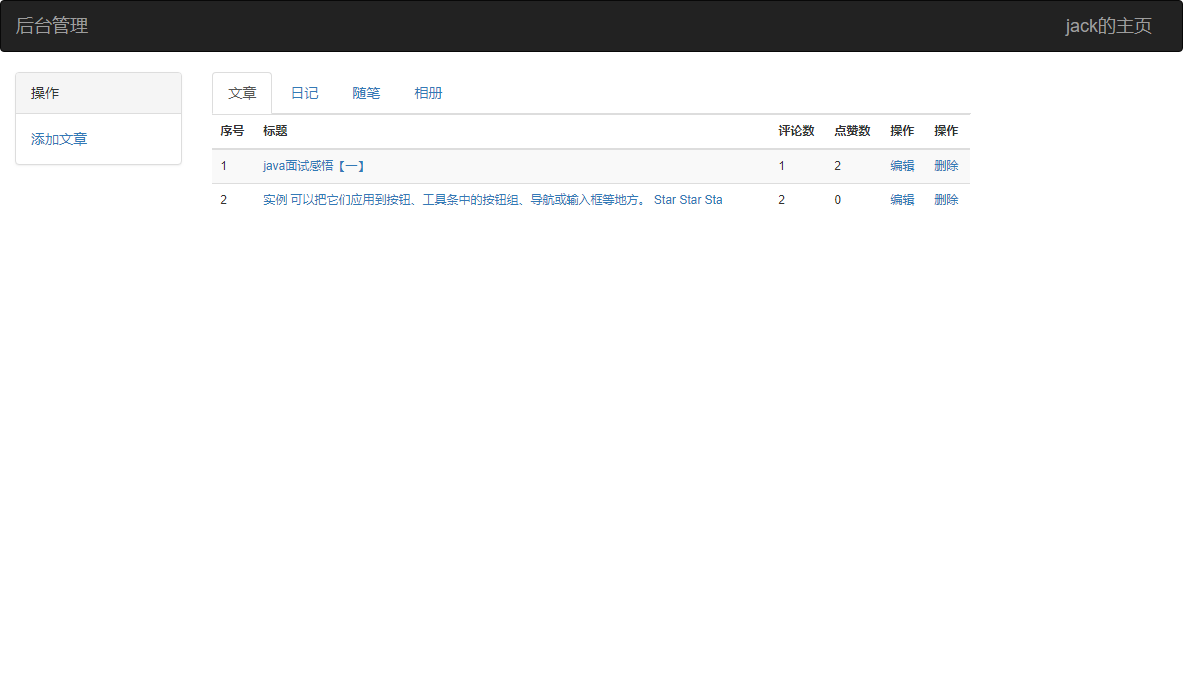 后台管理 jack的主页
操作
添加文章
文章 日记 随笔 相册
序号 标题 评论数 点赞数 操作 操作
1 java面试感悟【一】 1 2 编辑 删除
2 实例 可以把它们应用到按钮、工具条中的按钮组、导航或输入框等地方。 Star Star Sta 2 0 编辑 删除